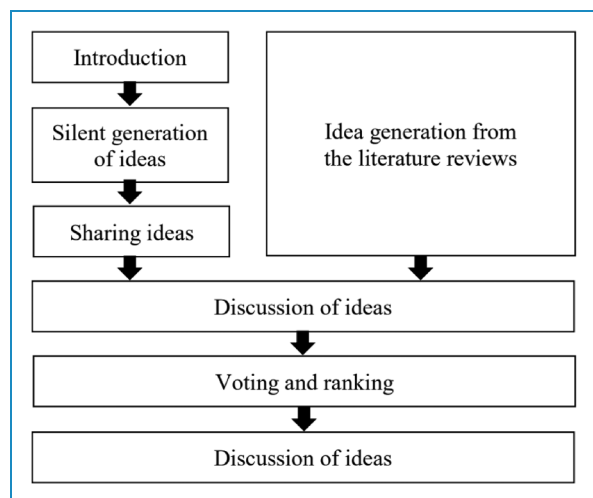 Introduction
Silent generation
of ideas
Sharing ideas
Idea generation from
the literature reviews
Discussion of ideas
Voting and ranking
Discussion of ideas